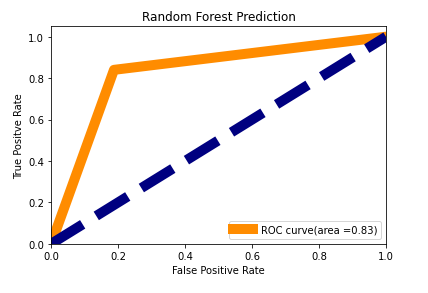 Random Forest Prediction
True Positve Rate
1.0
0.8
0.6
0.4
0.2
0.0
ROC curve(area =0.83)
0.0 0.2 0.4 0.6 0.8 1.0
False Positive Rate